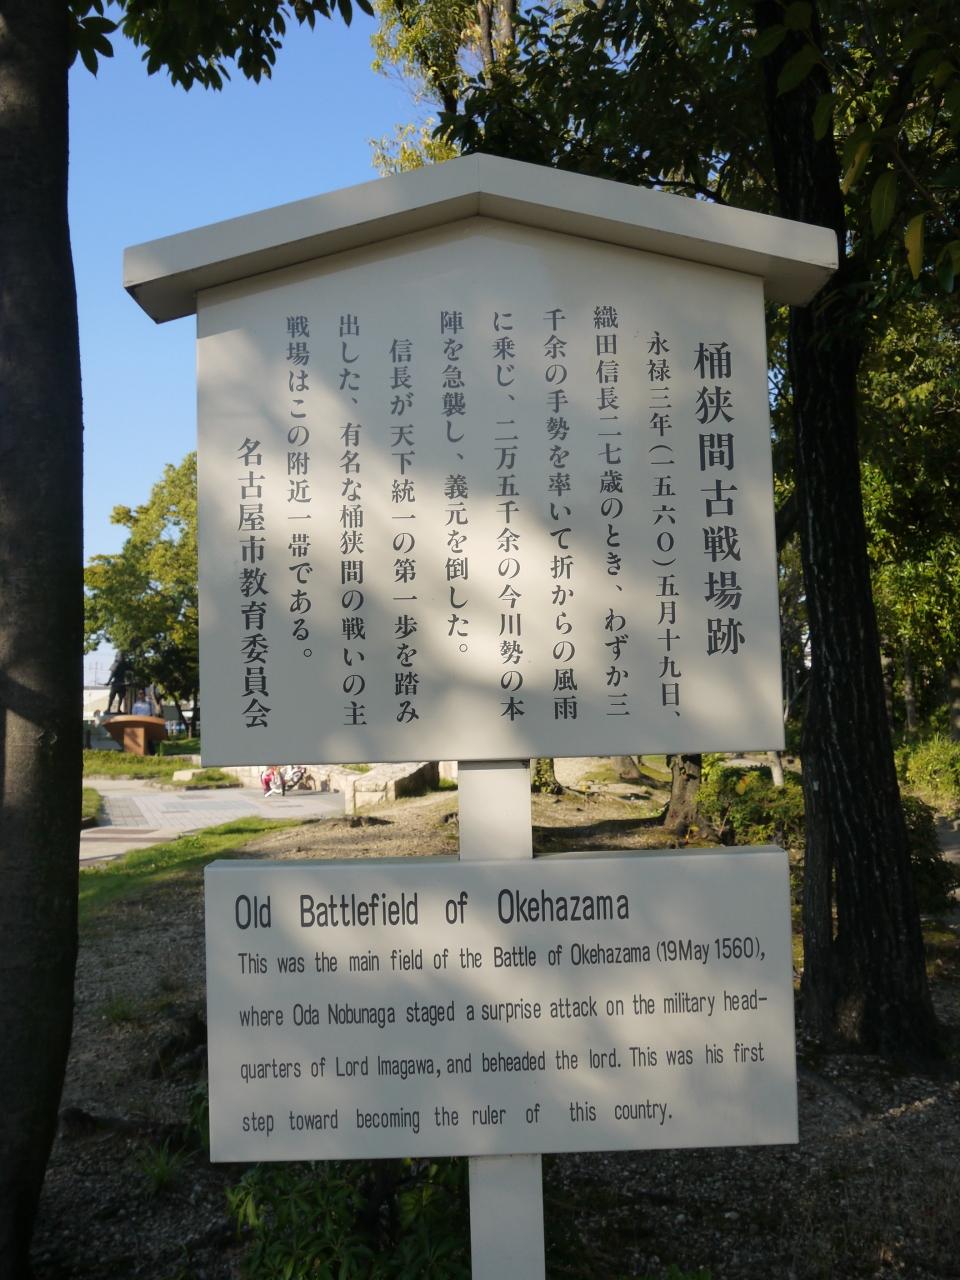 桶狭間古戦場跡
永禄三年（一五六〇）五月十九日、
織田信長二七歳のとき、わずか三
千余の手勢を率いて折からの風雨
に乗じ、二万五千余の今川勢の本
陣を急襲し、義元を倒した。
信長が天下統一の第一歩を踏み
出した、有名な桶狭間の戦いの主
戦場はこの附近一帯である。
名古屋市教育委員会
Old Battlefield of Okehazama
This was the main field of the Battle of Okehazama (19May 1560),
where Oda Nobunaga staged a surprise attack on the military head-
quarters of Lord Imagawa, and beheaded the lord. This was his first
step toward becoming the ruler of this country.